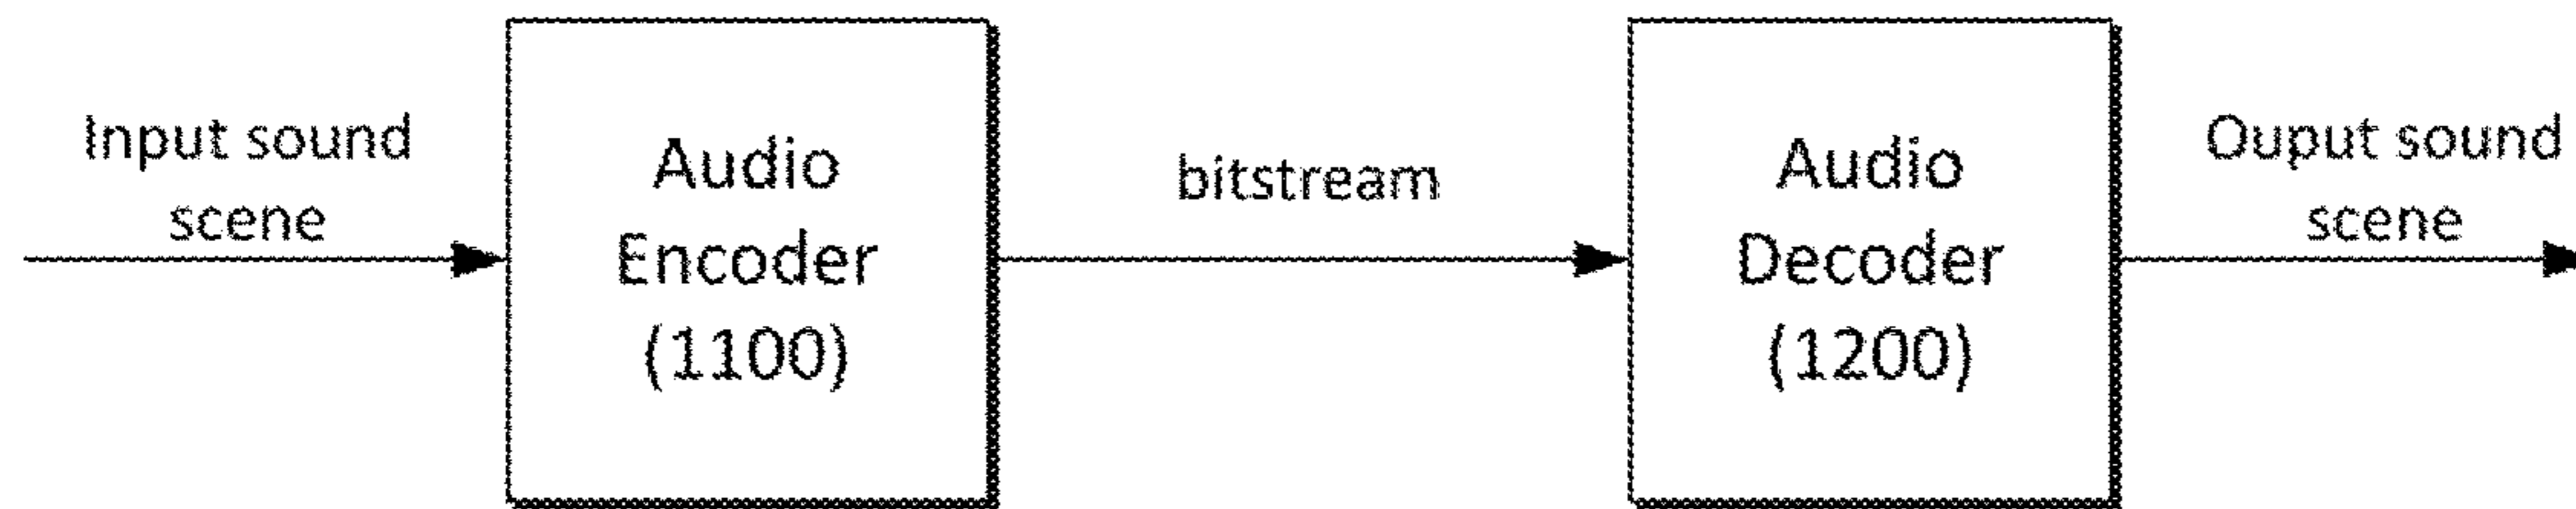 Input sound
scene
Audio
Encoder
(1100)
bitstream
Audio
Decoder
(1200)
Ouput sound
scene